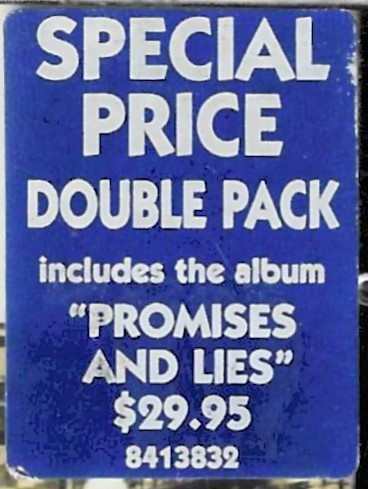 SPECIAL
PRICE
DOUBLE PACK
includes the album
"PROMISES
AND LIES"
$29.95
8413832